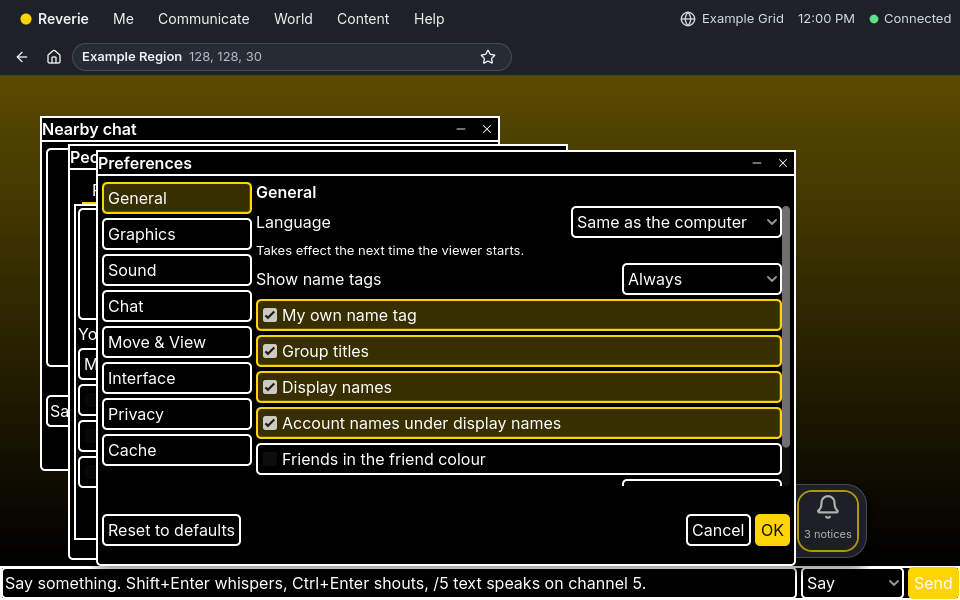 Reverie Me Communicate World Content Help Example Grid 12:00 PM Connected
Example Region 128, 128, 30
Nearby chat
Preferences
General
Graphics
Sound
Chat
Move & View
Interface
Privacy
Cache
General
Language Same as the computer
Takes effect the next time the viewer starts.
Show name tags Always
My own name tag
Group titles
Display names
Account names under display names
Friends in the friend colour
Reset to defaults Cancel OK
3 notices
Say something. Shift+Enter whispers, Ctrl+Enter shouts, /5 text speaks on channel 5. Say Send